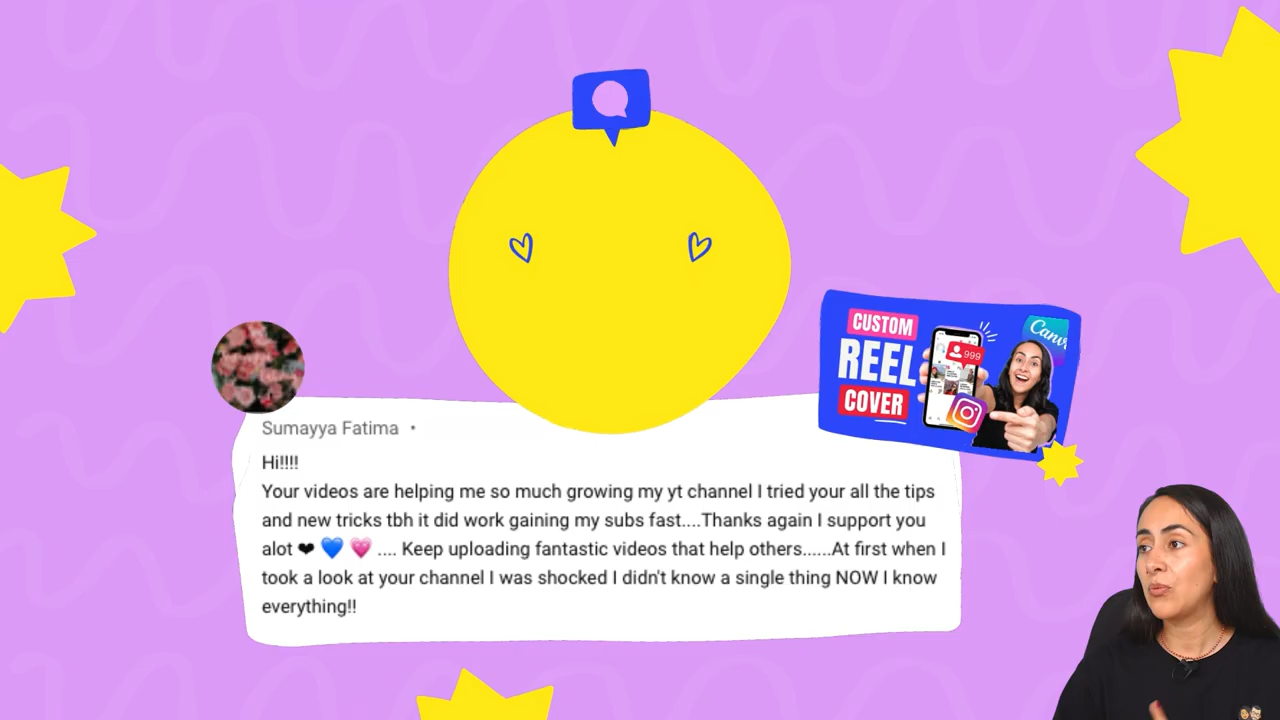 CUSTOM
REEL
COVER
999
Canva
Sumayya Fatima •
Hi!!!!
Your videos are helping me so much growing my yt channel I tried your all the tips
and new tricks tbh it did work gaining my subs fast....Thanks again I support you
alot ❤ 💙 💗 .... Keep uploading fantastic videos that help others......At first when I
took a look at your channel I was shocked I didn't know a single thing NOW I know
everything!!